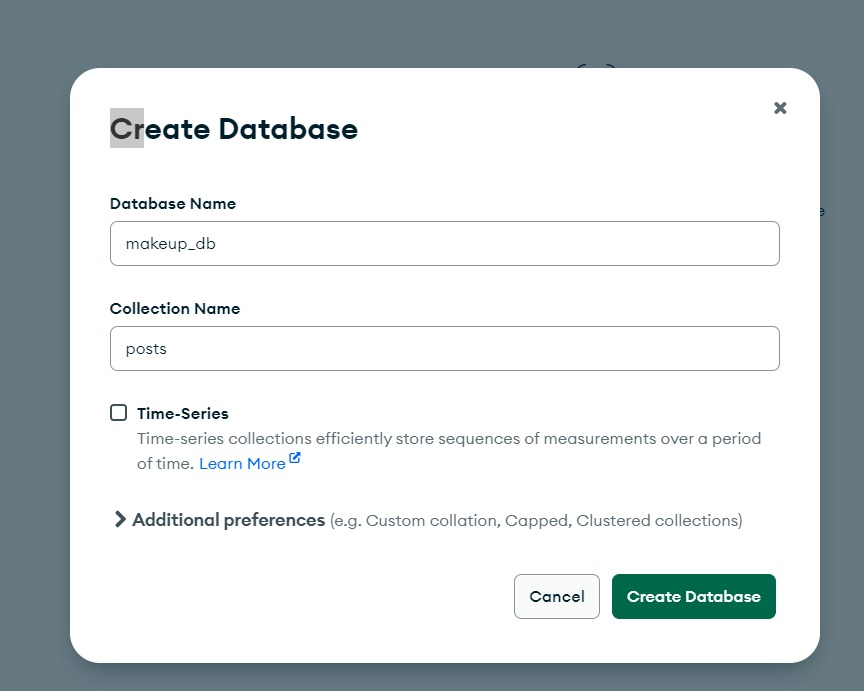 Create Database
Database Name
makeup_db
Collection Name
posts
Time-Series
Time-series collections efficiently store sequences of measurements over a period
of time. Learn More
Additional preferences (e.g. Custom collation, Capped, Clustered collections)
Cancel
Create Database